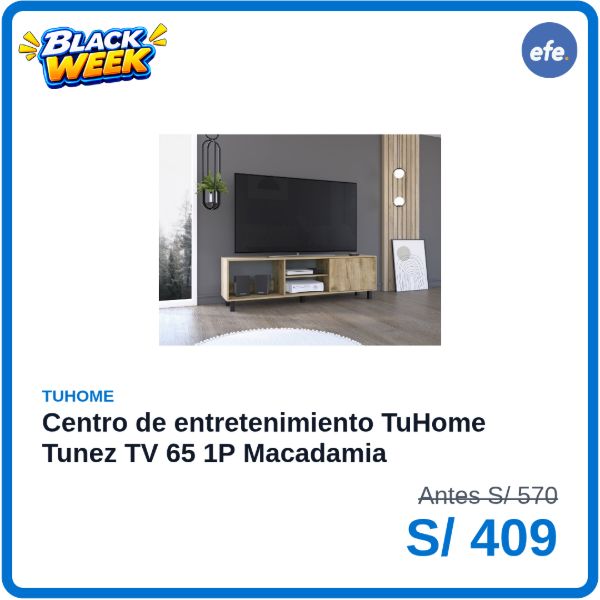 BLACK
WEEK
efe.
TUHOME
Centro de entretenimiento TuHome
Tunez TV 65 1P Macadamia
Antes S/ 570
S/ 409